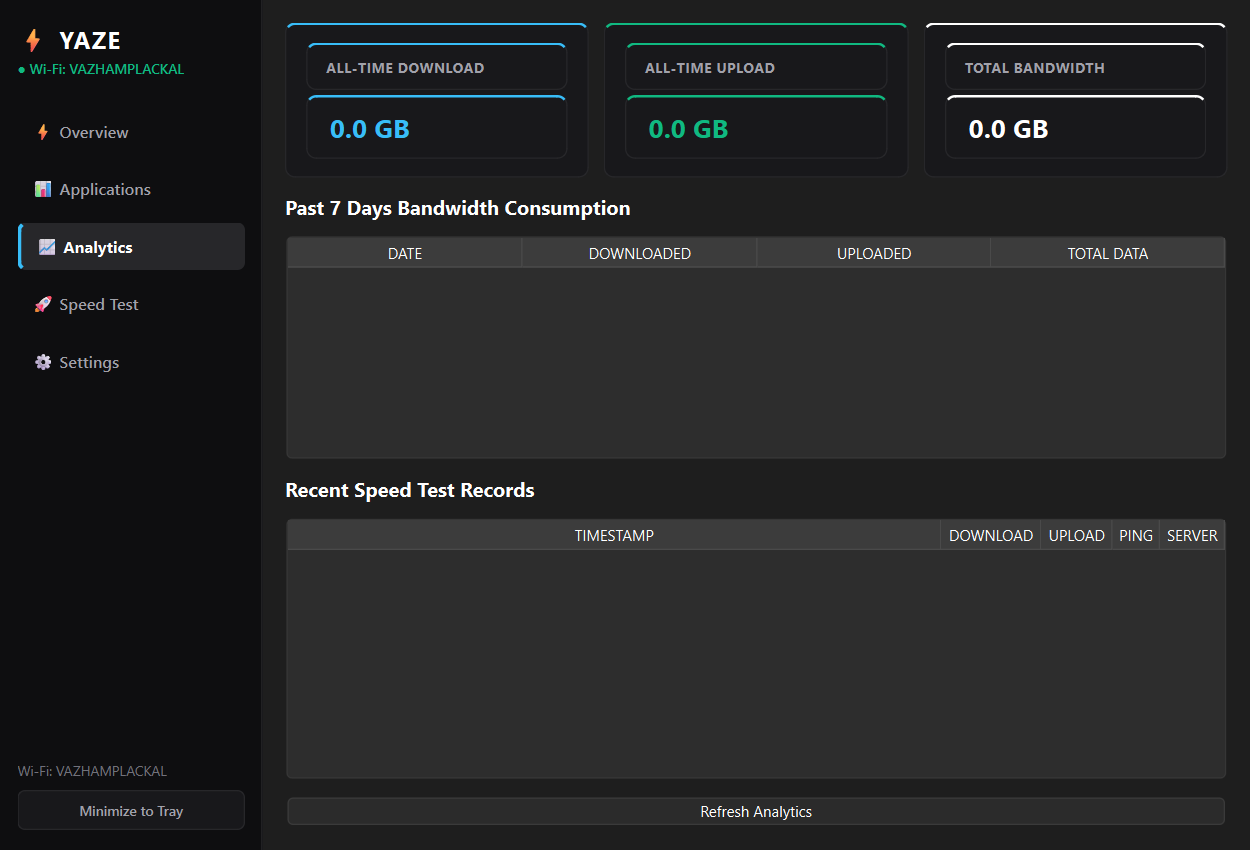 YAZE
● Wi-Fi: VAZHAMPLACKAL
Overview
Applications
Analytics
Speed Test
Settings
Wi-Fi: VAZHAMPLACKAL
Minimize to Tray
ALL-TIME DOWNLOAD
0.0 GB
ALL-TIME UPLOAD
0.0 GB
TOTAL BANDWIDTH
0.0 GB
Past 7 Days Bandwidth Consumption
DATE DOWNLOADED UPLOADED TOTAL DATA
Recent Speed Test Records
TIMESTAMP DOWNLOAD UPLOAD PING SERVER
Refresh Analytics